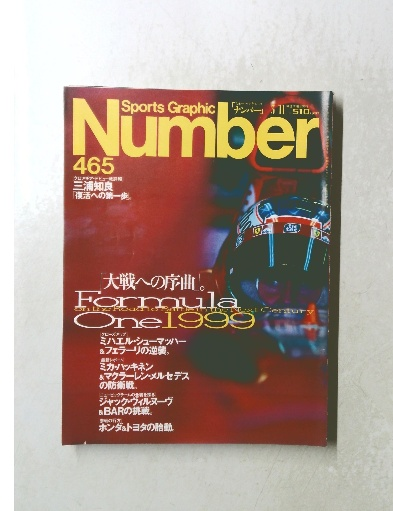 Sports Graphic
「ナンバー」
510
Number
465
三浦知良
「復活への第一歩」
「大戦への序曲」。
Formula
One1999
ミハエル・シューマッハー
&フェラーリの逆襲。
ミカ・ハッキネン
&マクラーレン・メルセデス
の防衛戦。
ジャック・ヴィルヌーヴ
&BARの挑戦。
ホンダ&トヨタの胎動。